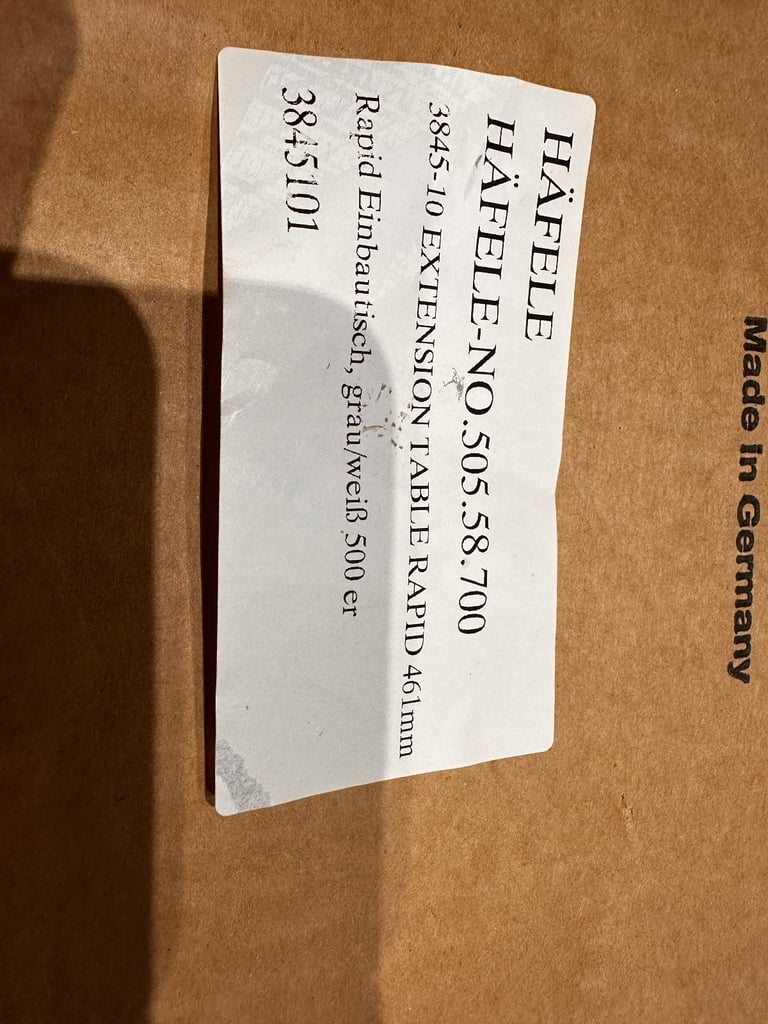 Made in Germany
HÄFELE
HÄFELE-NO.505.58.700
3845-10 EXTENSION TABLE RAPID 461mm
Rapid Einbautisch, grau/weiß 500 er
3845101